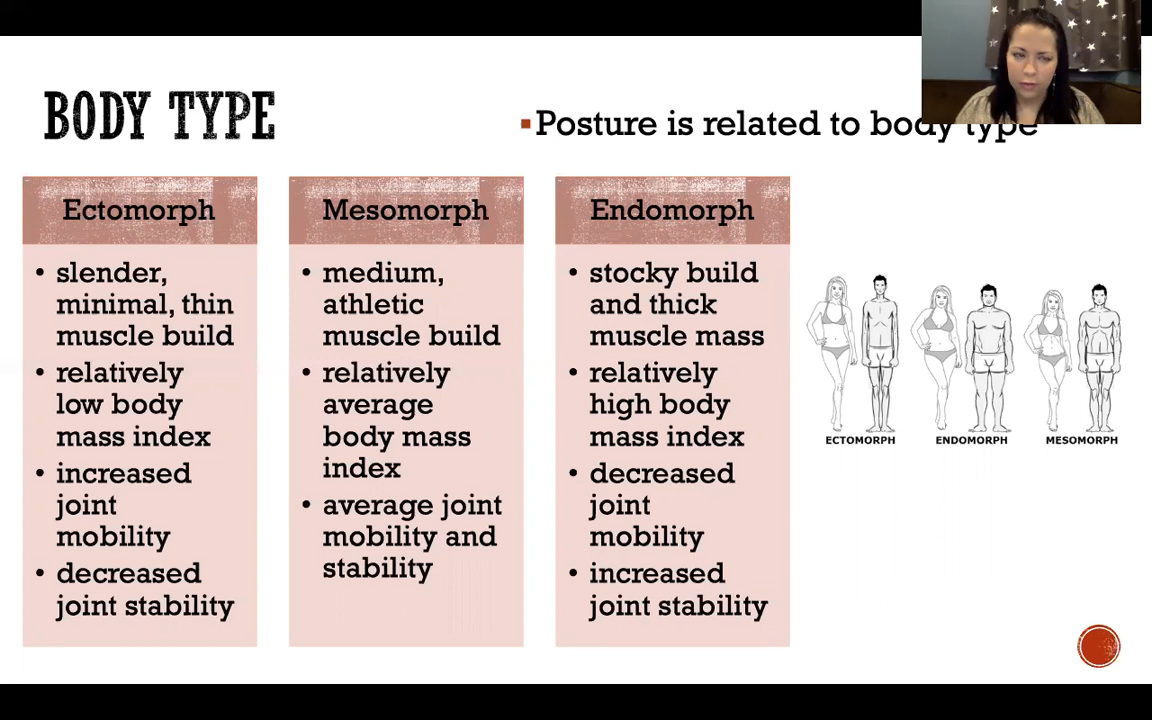 BODY TYPE
▪Posture is related to body type
Ectomorph
• slender,
minimal, thin
muscle build
• relatively
low body
mass index
• increased
joint
mobility
• decreased
joint stability
Mesomorph
• medium,
athletic
muscle build
• relatively
average
body mass
index
• average joint
mobility and
stability
Endomorph
• stocky build
and thick
muscle mass
• relatively
high body
mass index
• decreased
joint
mobility
• increased
joint stability
ECTOMORPH
ENDOMORPH
MESOMORPH